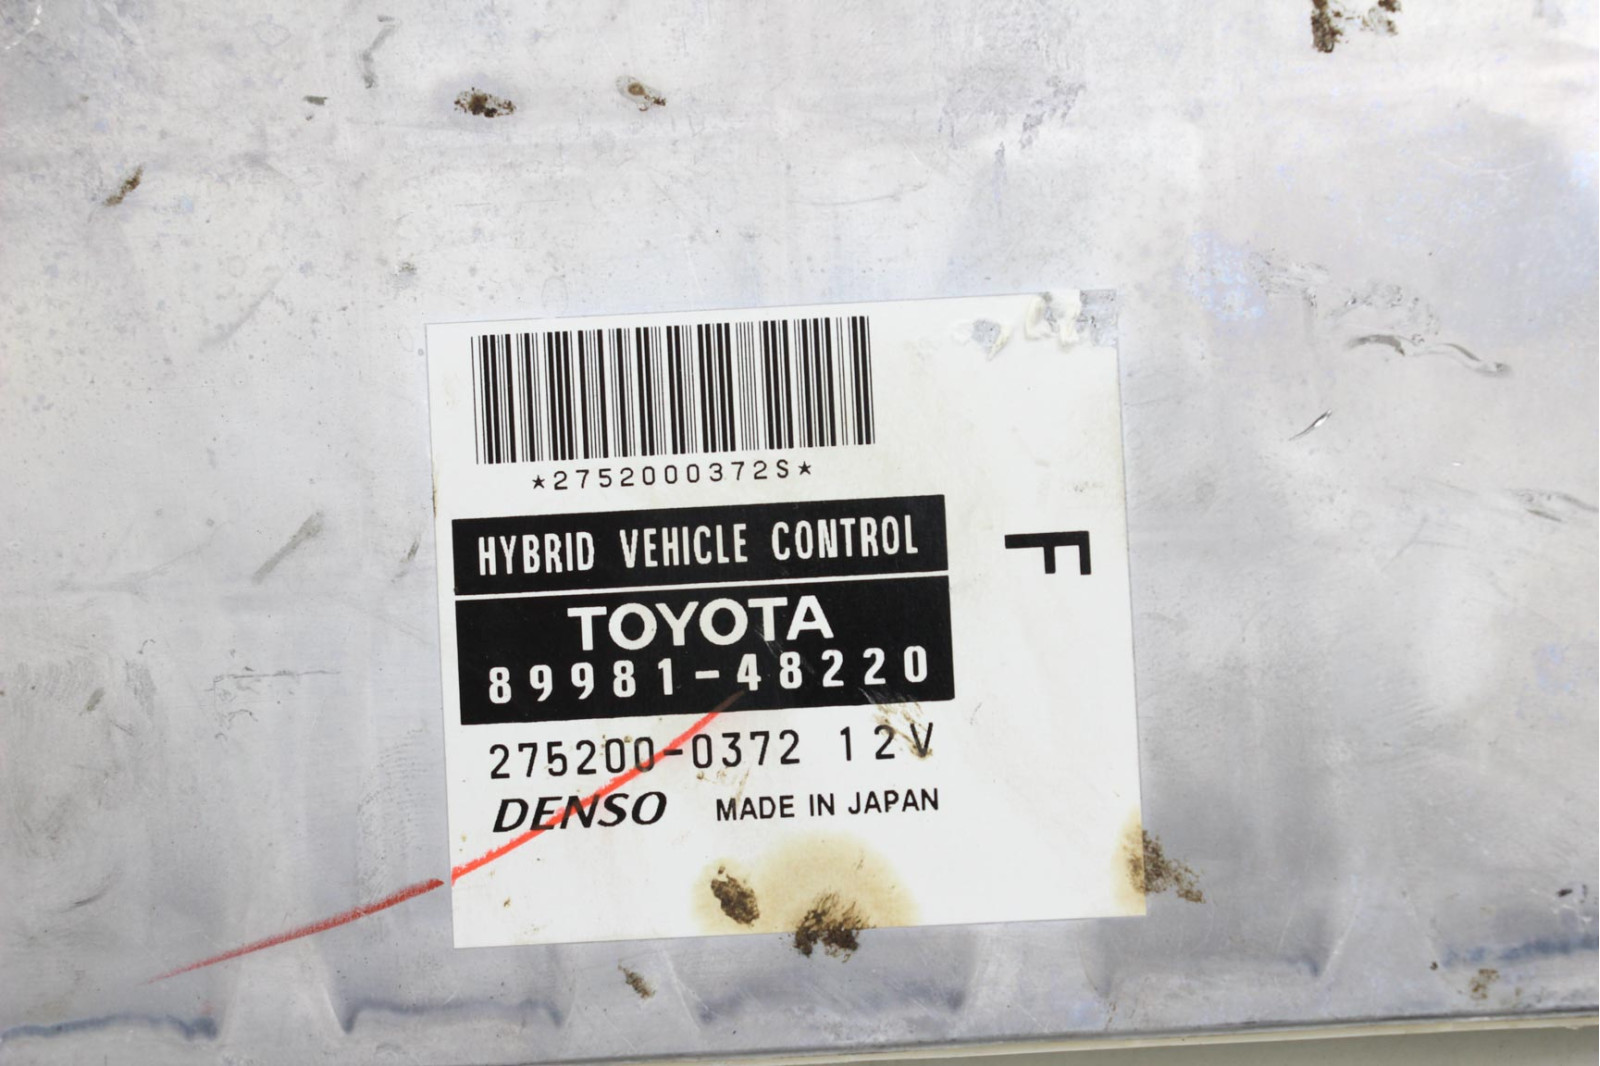 *2752000372S*
HYBRID VEHICLE CONTROL
TOYOTA
89981-48220
275200-0372 12V
DENSO MADE IN JAPAN
F